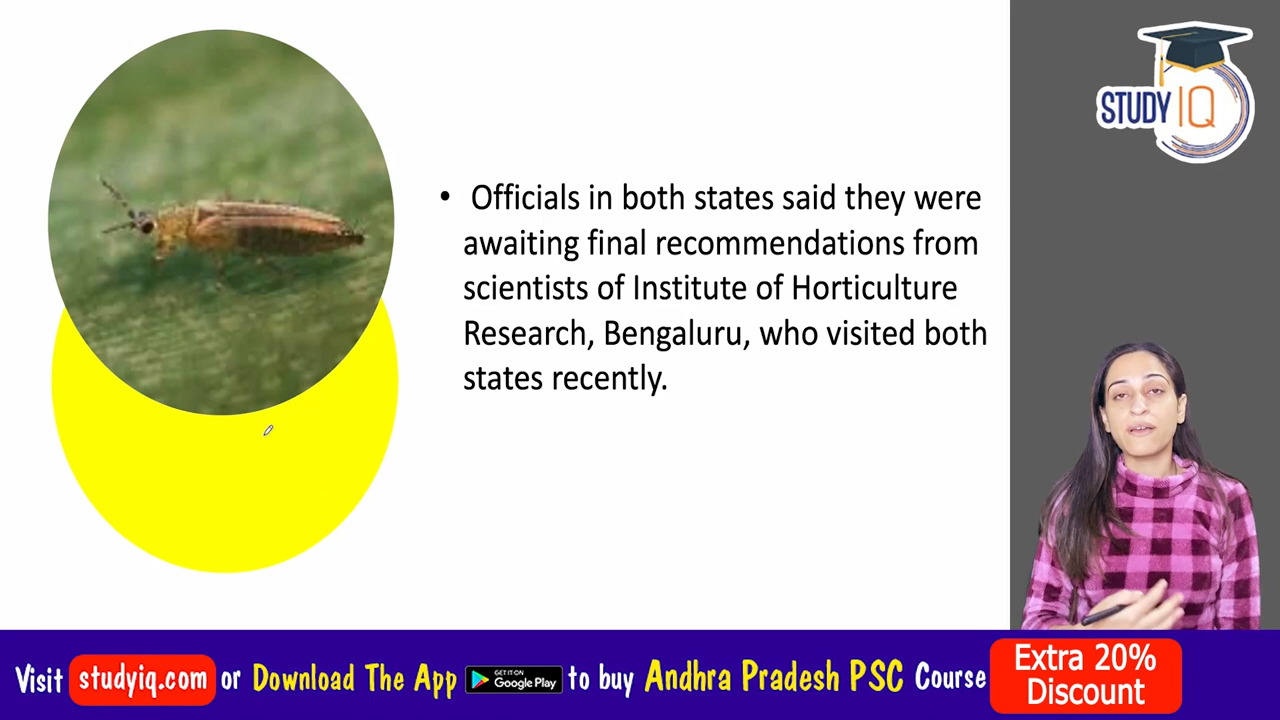 STUDY IQ
• Officials in both states said they were
awaiting final recommendations from
scientists of Institute of Horticulture
Research, Bengaluru, who visited both
states recently.
Visit studyiq.com or Download The App GET IT ON Google Play to buy Andhra Pradesh PSC Course
Extra 20%
Discount